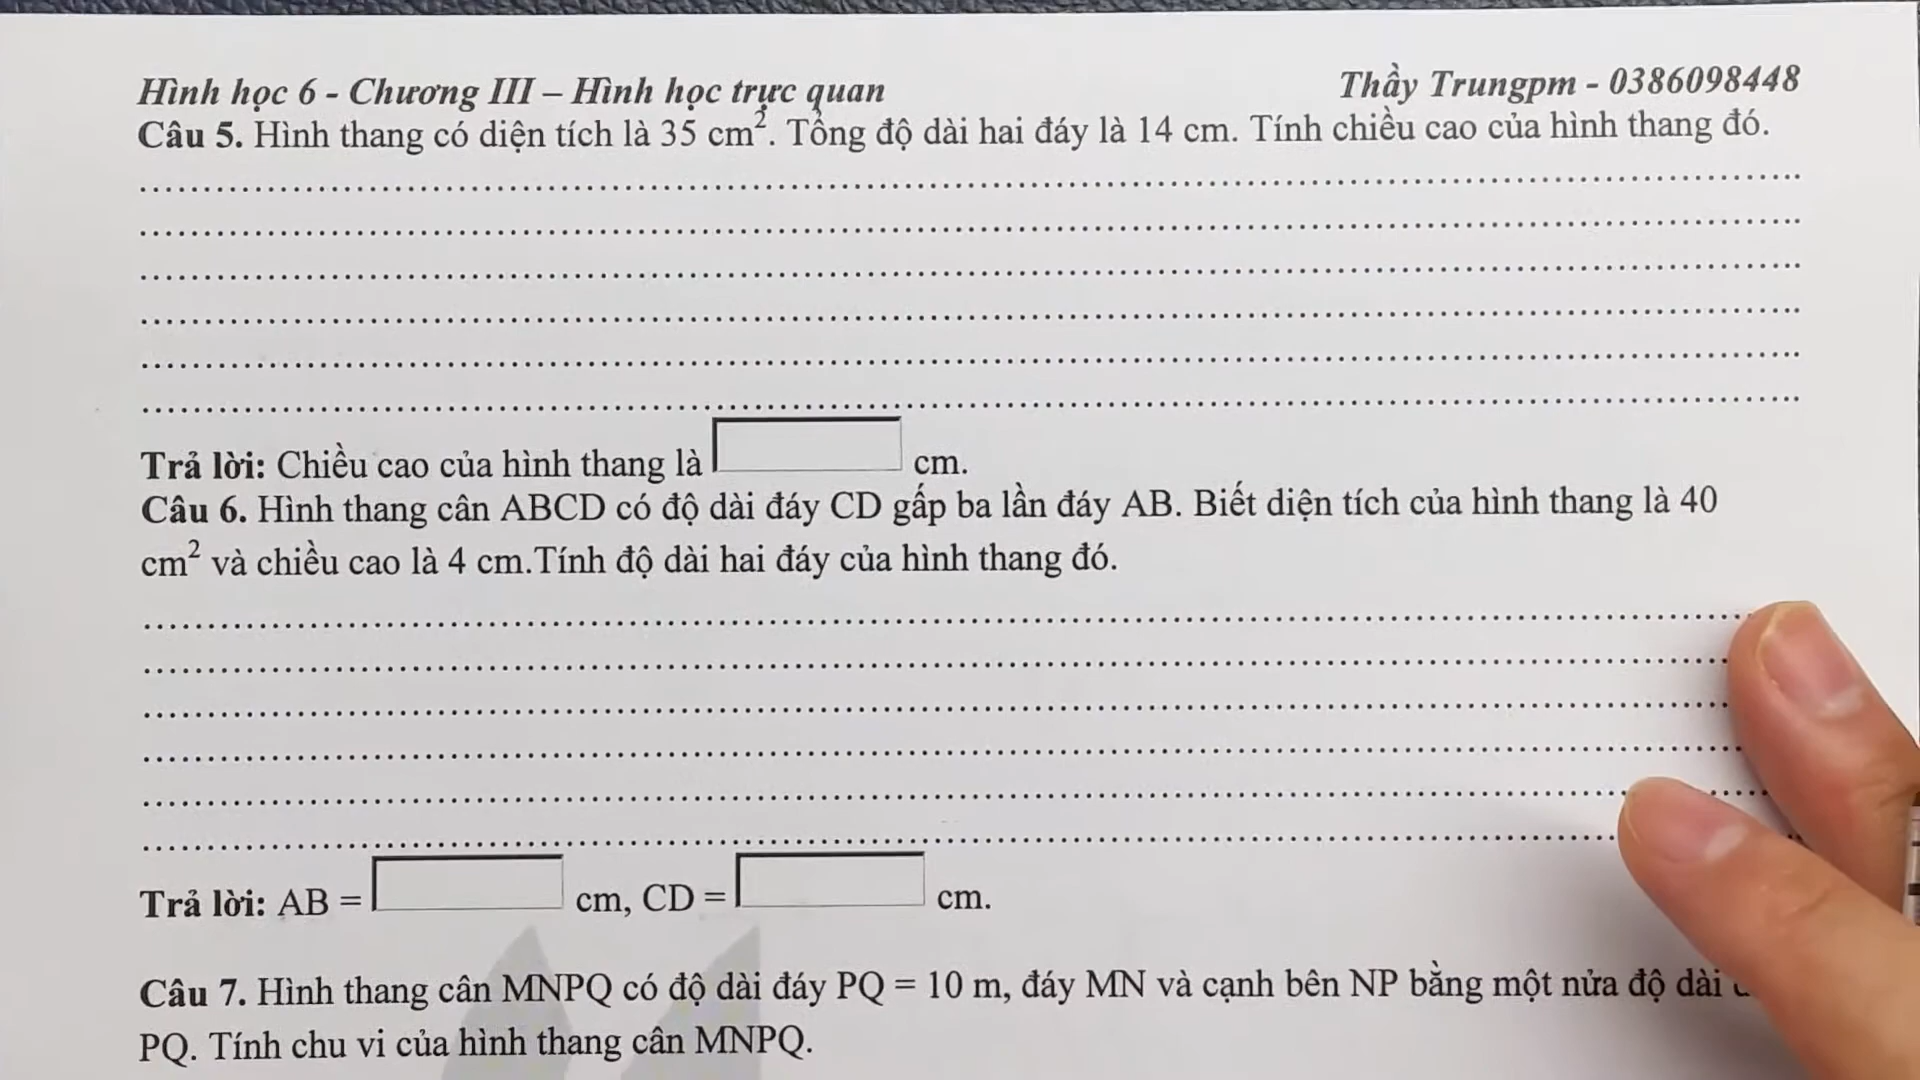 Hình học 6 - Chương III – Hình học trực quan
Thầy Trungpm - 0386098448
Câu 5. Hình thang có diện tích là 35 cm². Tổng độ dài hai đáy là 14 cm. Tính chiều cao của hình thang đó.
Trả lời: Chiều cao của hình thang là cm.
Câu 6. Hình thang cân ABCD có độ dài đáy CD gấp ba lần đáy AB. Biết diện tích của hình thang là 40
cm² và chiều cao là 4 cm.Tính độ dài hai đáy của hình thang đó.
Trả lời: AB = cm, CD = cm.
Câu 7. Hình thang cân MNPQ có độ dài đáy PQ = 10 m, đáy MN và cạnh bên NP bằng một nửa độ dài
PQ. Tính chu vi của hình thang cân MNPQ.